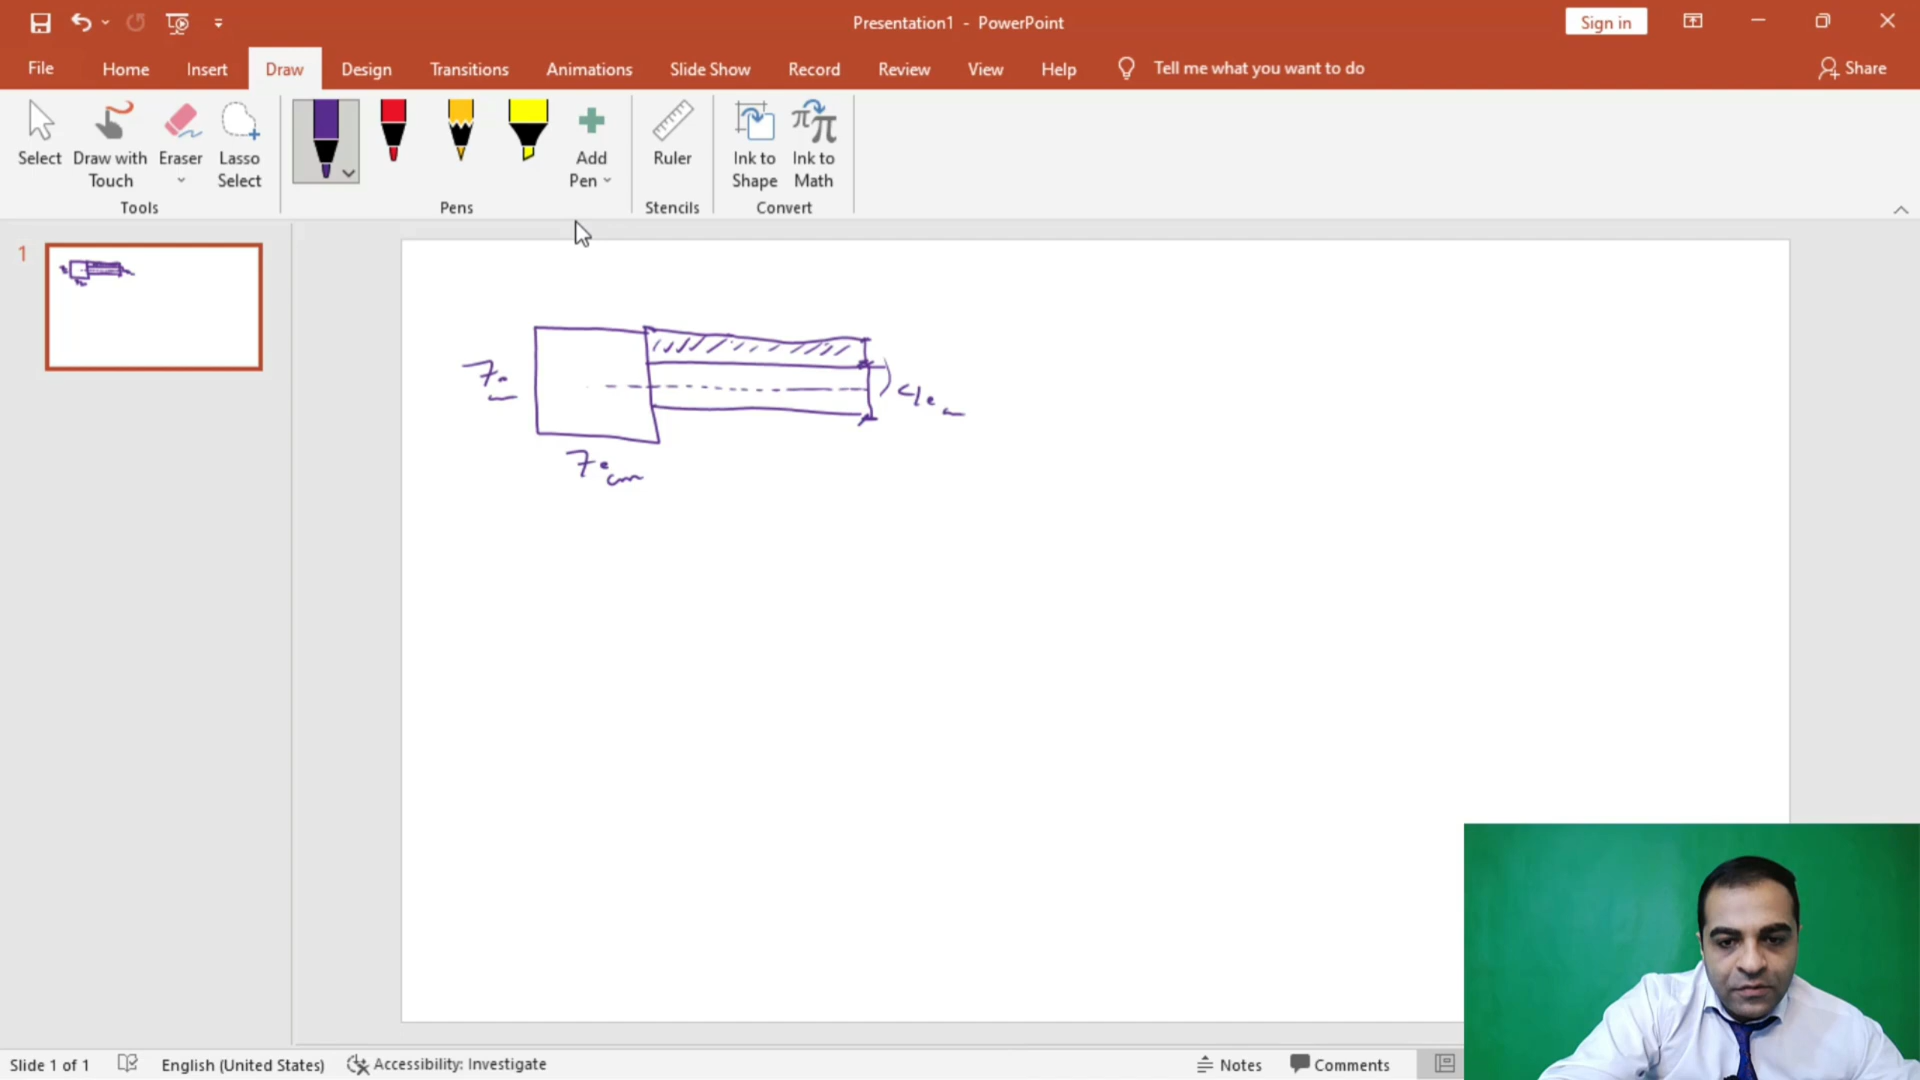 Presentation1 - PowerPoint
Sign in
File Home Insert Draw Design Transitions Animations Slide Show Record Review View Help Tell me what you want to do Share
Select Draw with Touch Eraser Lasso Select Add Pen Ruler Ink to Shape Ink to Math
Tools Pens Stencils Convert
1
7
7 cm
Slide 1 of 1 English (United States) Accessibility: Investigate Notes Comments